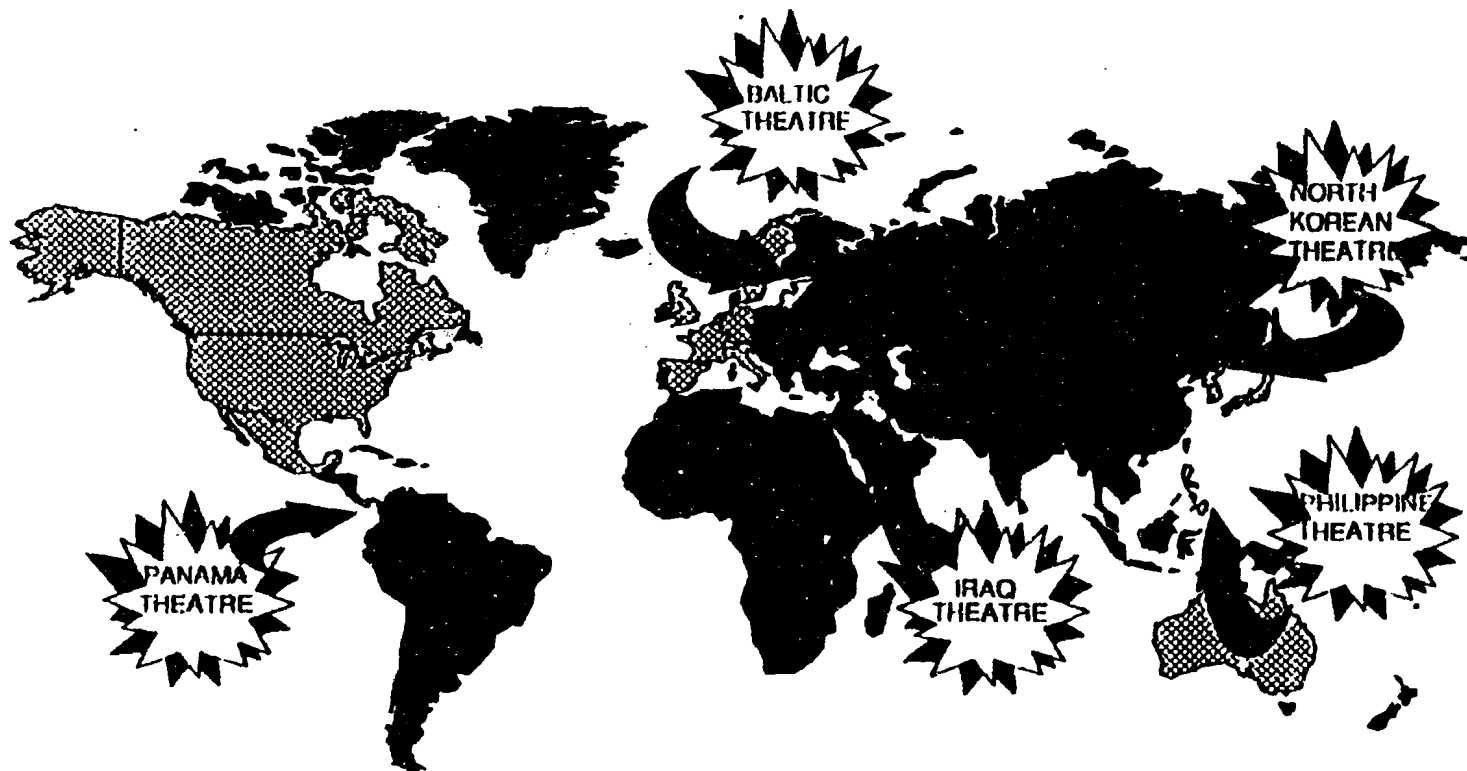 BALTIC
THEATRE
NORTH
KOREAN
THEATRE
PHILIPPINE
THEATRE
PANAMA
THEATRE
IRAQ
THEATRE